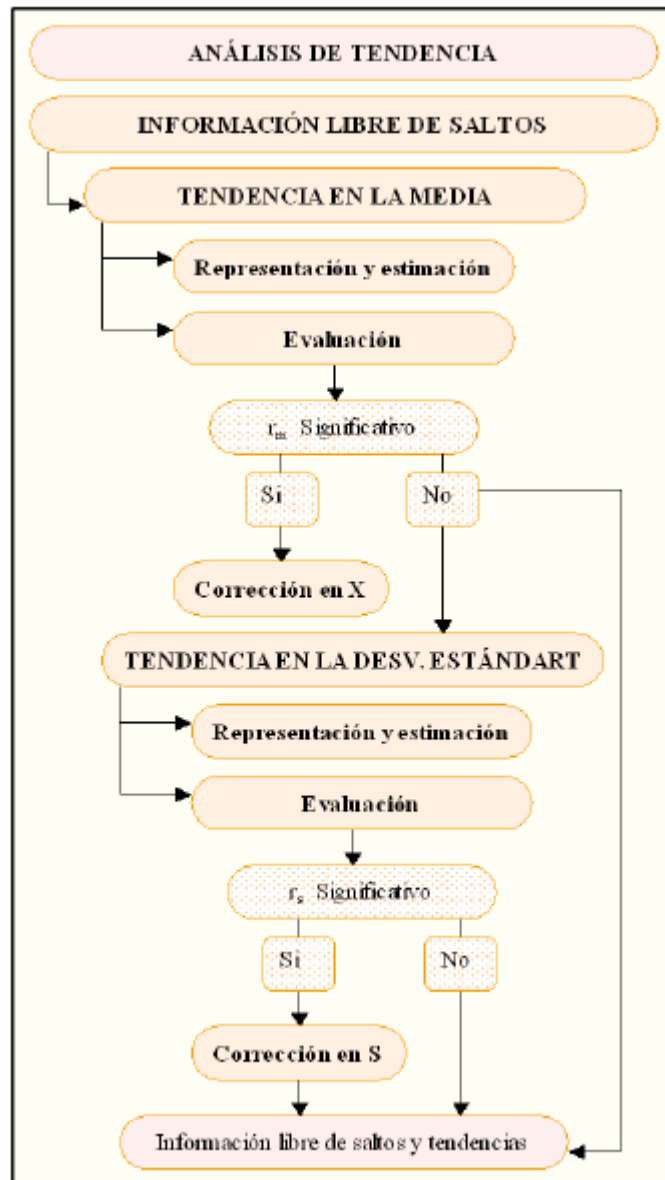 ANÁLISIS DE TENDENCIA
INFORMACIÓN LIBRE DE SALTOS
TENDENCIA EN LA MEDIA
Representación y estimación
Evaluación
rm Significativo
Si
No
Corrección en X
TENDENCIA EN LA DESV. ESTÁNDART
Representación y estimación
Evaluación
rs Significativo
Si
No
Corrección en S
Información libre de saltos y tendencias